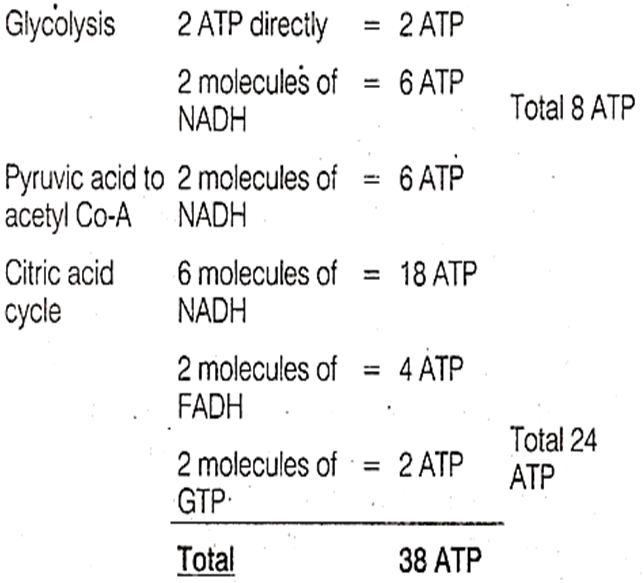 Glycolysis 2 ATP directly = 2 ATP
2 molecules of = 6 ATP
NADH
Total 8 ATP
Pyruvic acid to 2 molecules of = 6 ATP
acetyl Co-A NADH
Citric acid 6 molecules of = 18 ATP
cycle NADH
2 molecules of = 4 ATP
FADH
Total 24
ATP
2 molecules of = 2 ATP
GTP
Total 38 ATP